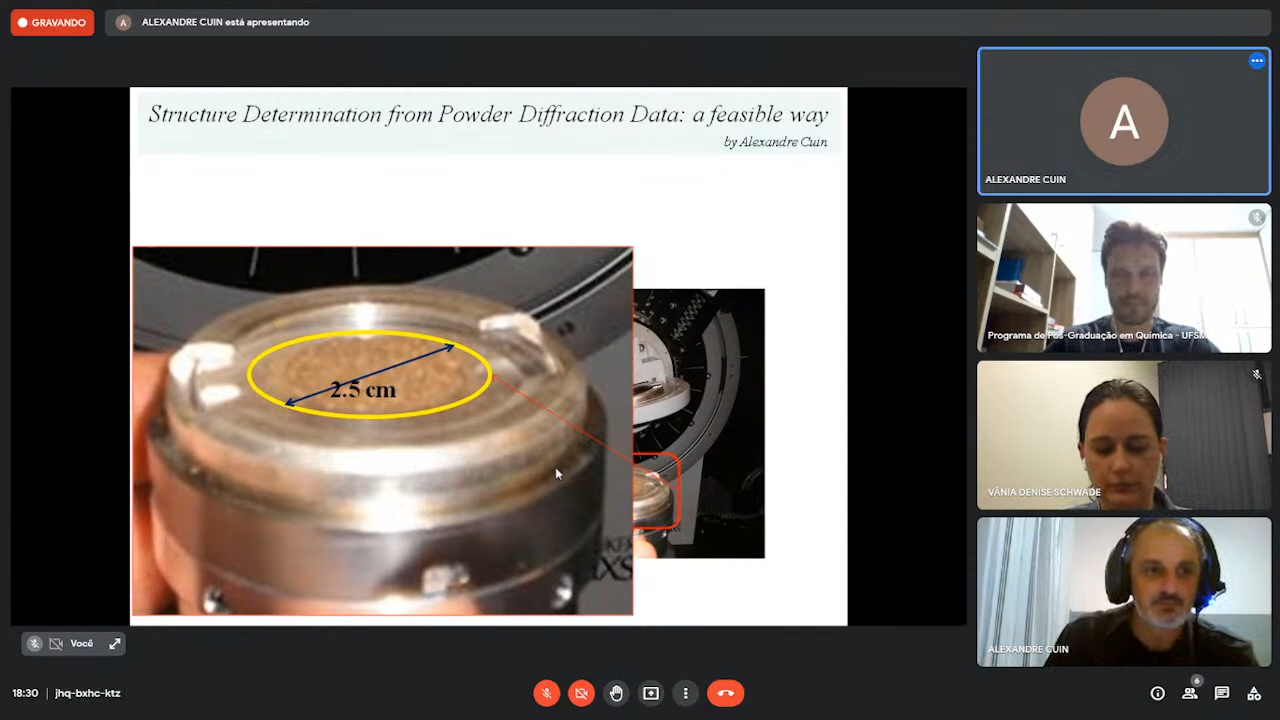 GRAVANDO
A
ALEXANDRE CUIN está apresentando
Structure Determination from Powder Diffraction Data: a feasible way
by Alexandre Cuin
2.5 cm
A
ALEXANDRE CUIN
Programa de Pós-Graduação em Química - UFSM
VÂNIA DENISE SCHWADE
ALEXANDRE CUIN
Você
18:30 | jhq-bxhc-ktz
6